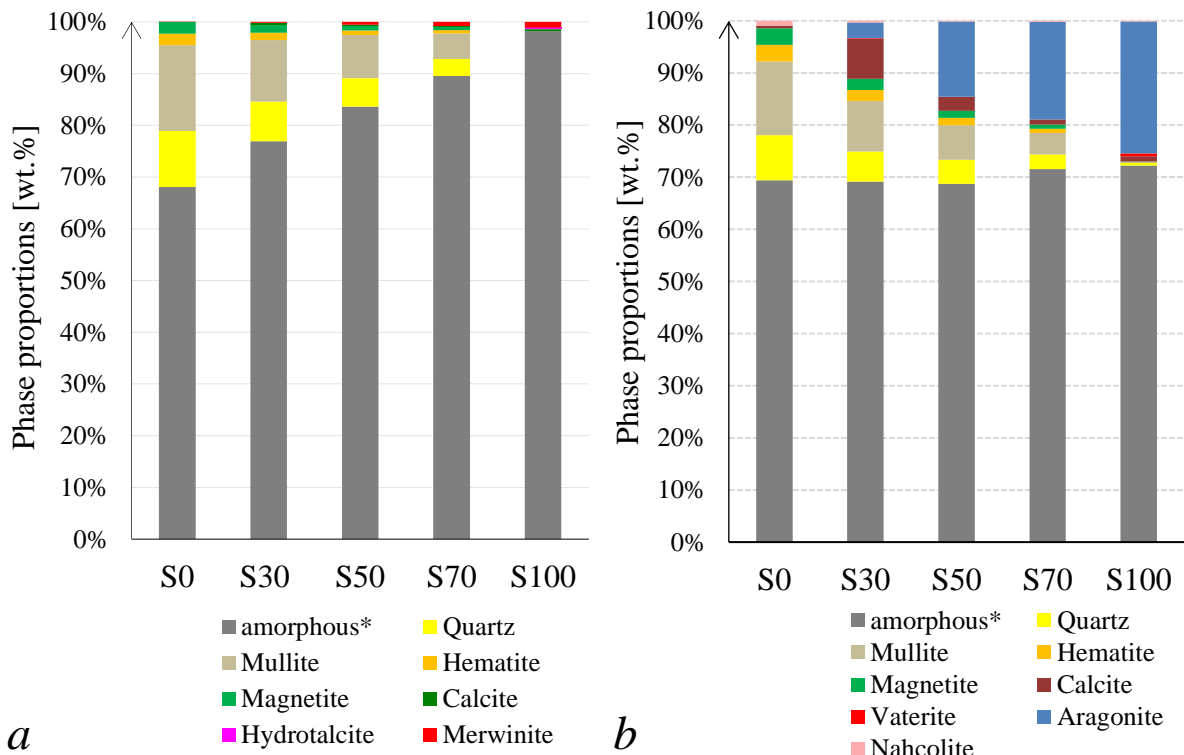 Phase proportions [wt.%]
100%
90%
80%
70%
60%
50%
40%
30%
20%
10%
0%
S0 S30 S50 S70 S100
amorphous* Quartz
Mullite Hematite
Magnetite Calcite
Hydrotalcite Merwinite
a
Phase proportions [wt.%]
100%
90%
80%
70%
60%
50%
40%
30%
20%
10%
0%
S0 S30 S50 S70 S100
amorphous* Quartz
Mullite Hematite
Magnetite Calcite
Vaterite Aragonite
Nahcolite
b